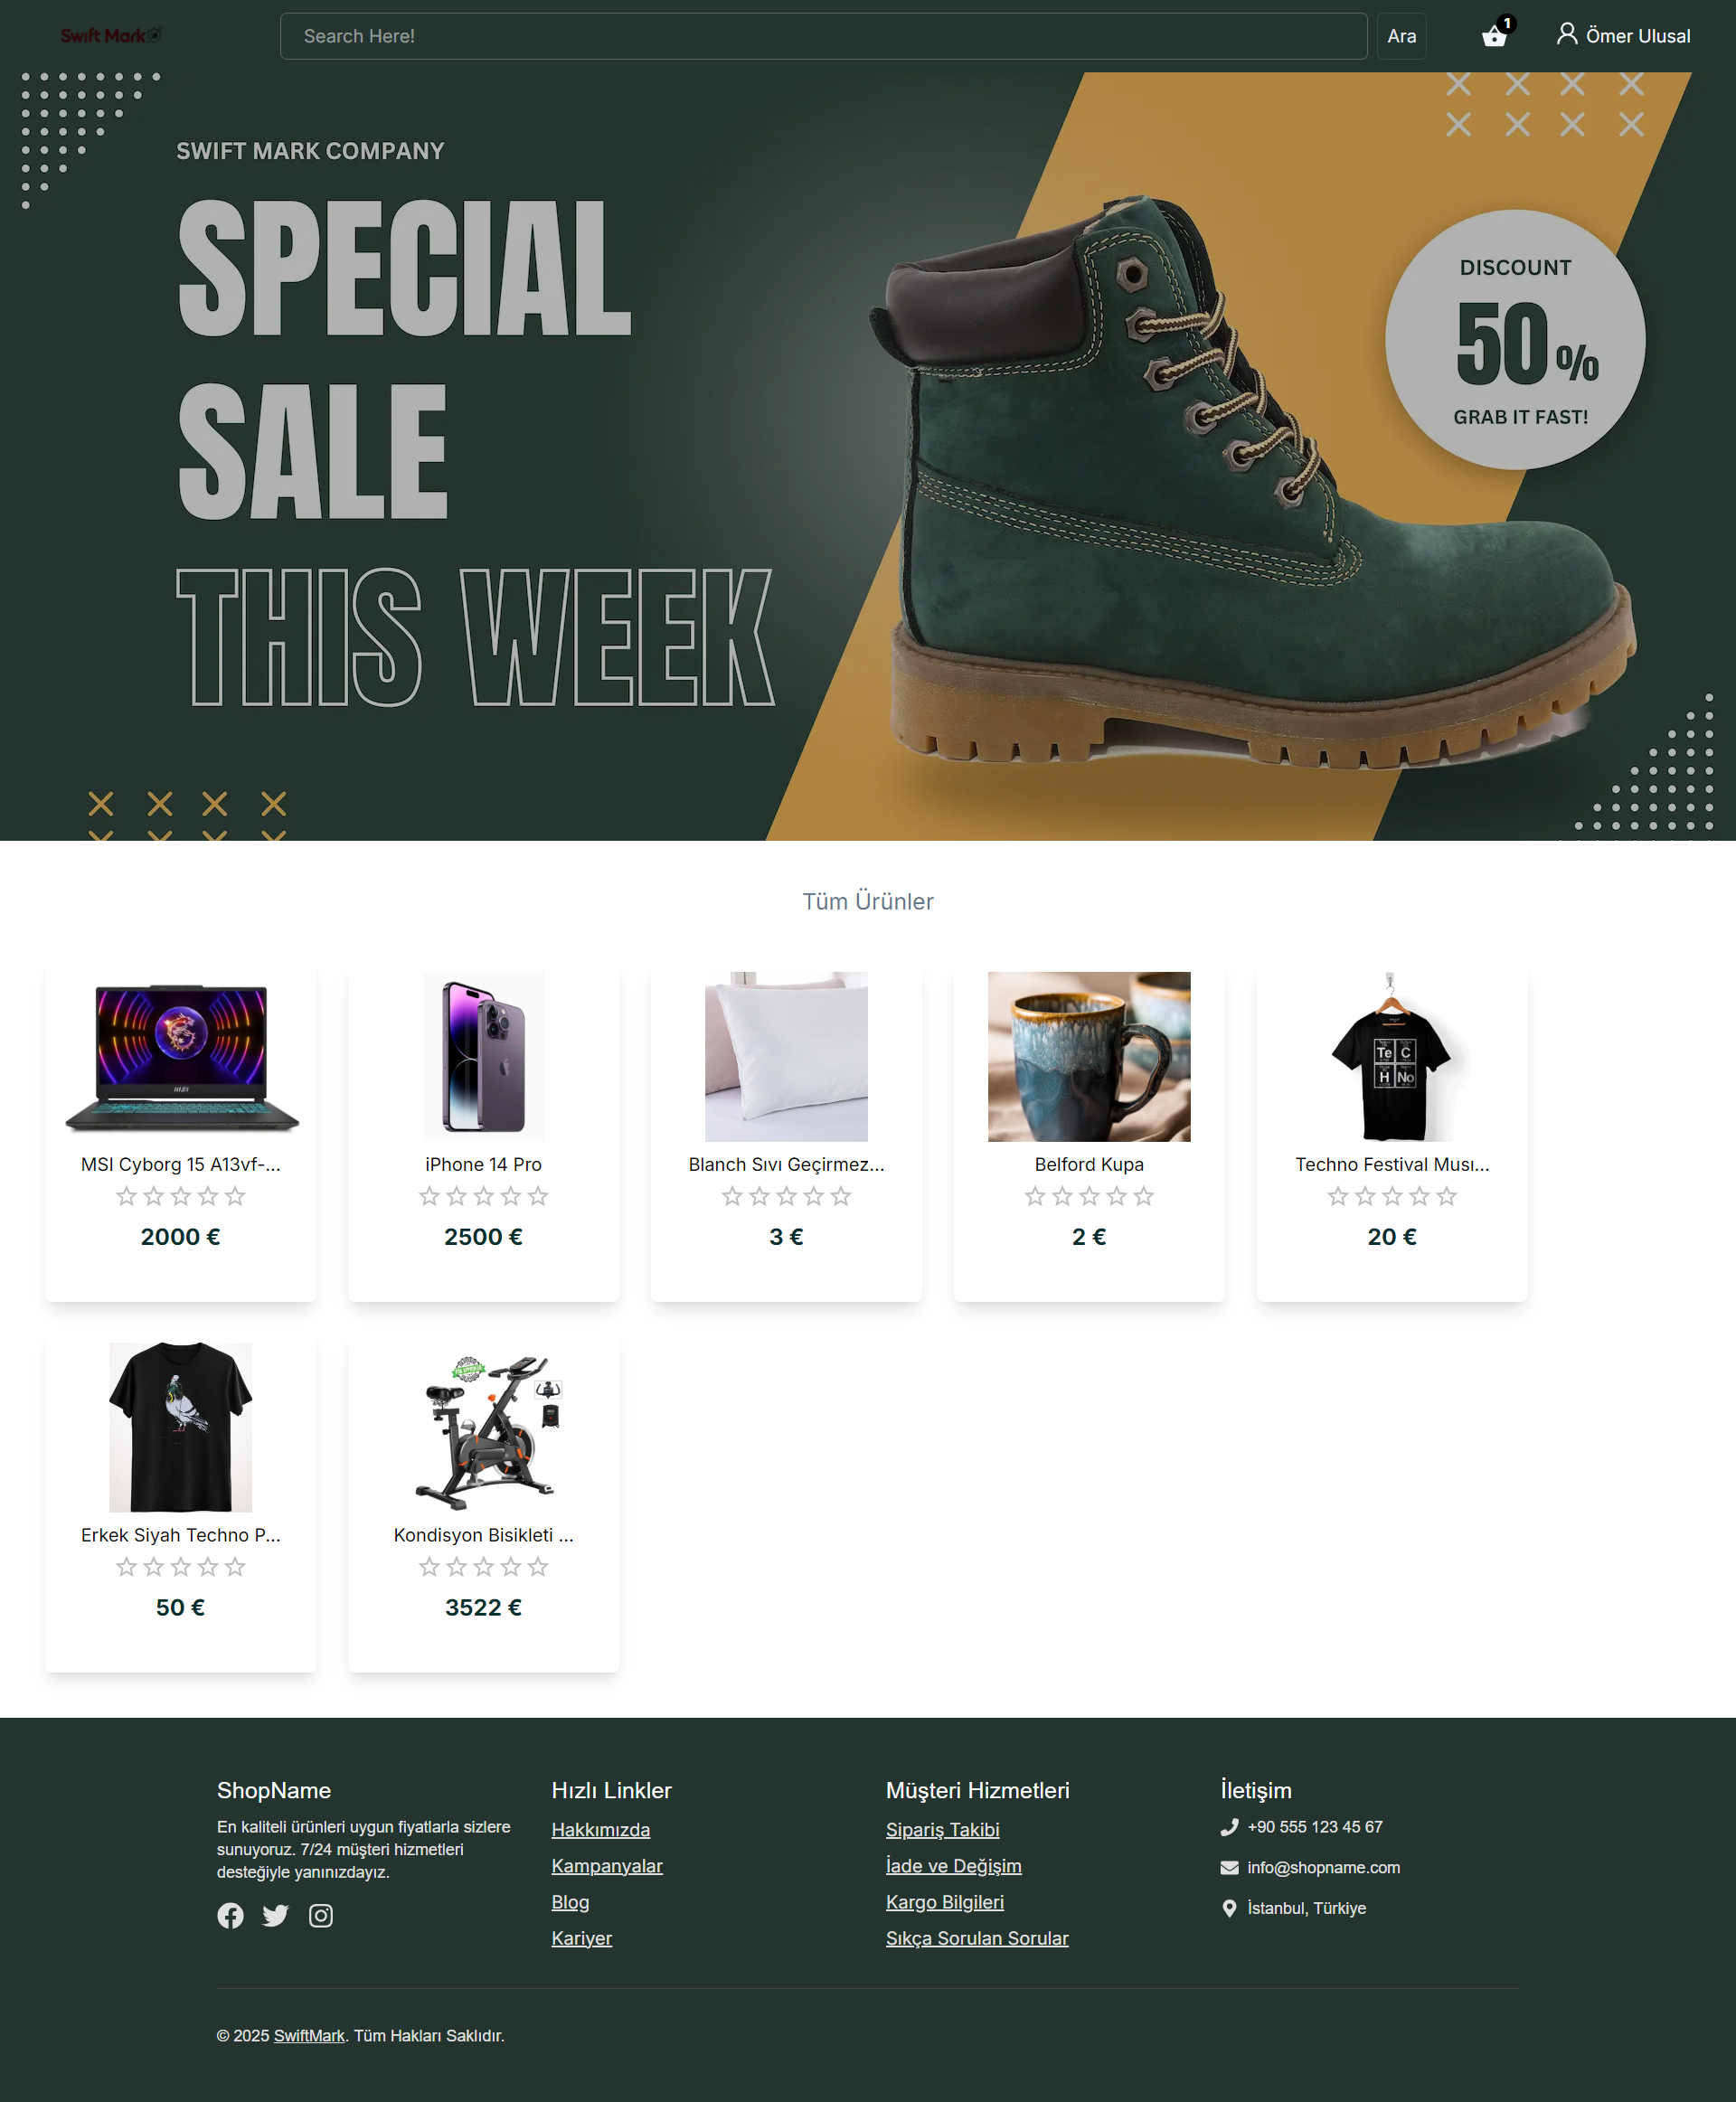 Swift Mark
Search Here!
Ara
1
Ömer Ulusal
SWIFT MARK COMPANY
SPECIAL
SALE
THIS WEEK
DISCOUNT
50%
GRAB IT FAST!
Tüm Ürünler
MSI Cyborg 15 A13vf-...
2000 €
iPhone 14 Pro
2500 €
Blanch Sıvı Geçirmez...
3 €
Belford Kupa
2 €
Te C
H No
Techno Festival Musı...
20 €
Erkek Siyah Techno P...
50 €
Kondisyon Bisikleti ...
3522 €
ShopName
En kaliteli ürünleri uygun fiyatlarla sizlere
sunuyoruz. 7/24 müşteri hizmetleri
desteğiyle yanınızdayız.
Hızlı Linkler
Hakkımızda
Kampanyalar
Blog
Kariyer
Müşteri Hizmetleri
Sipariş Takibi
İade ve Değişim
Kargo Bilgileri
Sıkça Sorulan Sorular
İletişim
+90 555 123 45 67
info@shopname.com
İstanbul, Türkiye
© 2025 SwiftMark. Tüm Hakları Saklıdır.